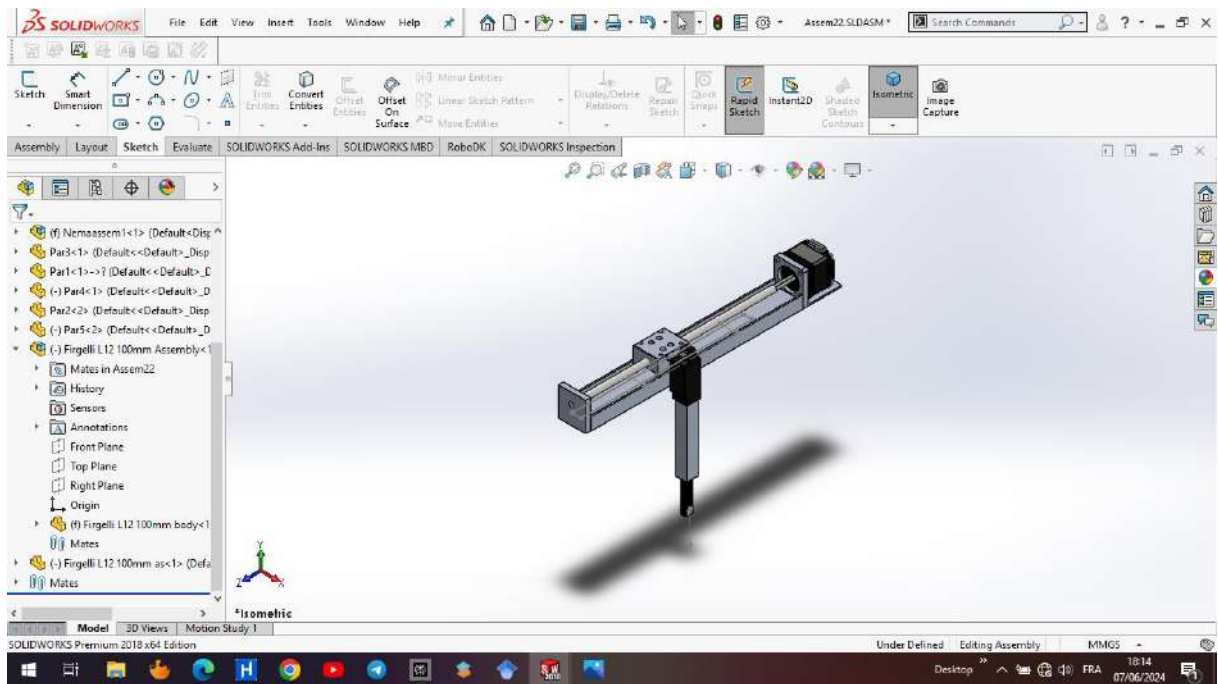 SOLIDWORKS File Edit View Insert Tools Window Help Assem22.SLDASM * Search Commands ?
Sketch Smart Dimension Trim Entities Convert Entities Offset Entities Offset On Surface Mirror Entities Linear Sketch Pattern Move Entities Display/Delete Relations Repair Sketch Quick Snaps Rapid Sketch Instant2D Shaded Sketch Contours Isometric Image Capture
Assembly Layout Sketch Evaluate SOLIDWORKS Add-Ins SOLIDWORKS MBD RoboDK SOLIDWORKS Inspection
(f) Nemaassem1<1> (Default<Disp
Par3<1> (Default<<Default>_Disp
Par1<1>->? (Default<<Default>_D
(-) Par4<1> (Default<<Default>_D
Par2<2> (Default<<Default>_Disp
(-) Par5<2> (Default<<Default>_D
(-) Firgelli L12 100mm Assembly<1
Mates in Assem22
History
Sensors
Annotations
Front Plane
Top Plane
Right Plane
Origin
(f) Firgelli L12 100mm body<1
Mates
(-) Firgelli L12 100mm as<1> (Defa
Mates
Y
Z X
*Isometric
Model 3D Views Motion Study 1
SOLIDWORKS Premium 2018 x64 Edition Under Defined Editing Assembly MMGS
Desktop FRA 18:14
07/06/2024